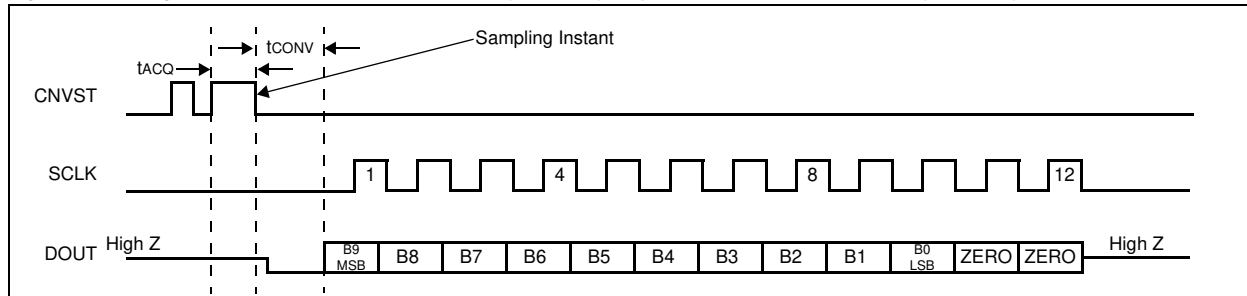 tCONV
Sampling Instant
tACQ
CNVST
SCLK
1
4
8
12
DOUT
High Z
B9
MSB
B8
B7
B6
B5
B4
B3
B2
B1
B0
LSB
ZERO
ZERO
High Z